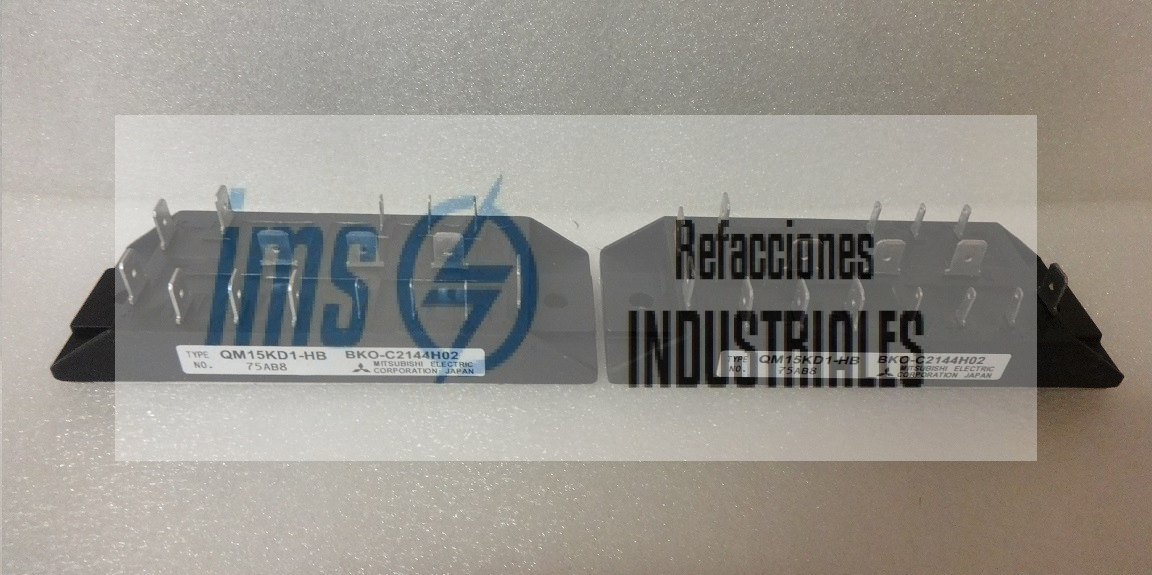 ims
Refacciones
INDUSTRIALES
TYPE QM15KD1-HB BKO-C2144H02
NO. 75AB8 MITSUBISHI ELECTRIC
CORPORATION JAPAN
TYPE QM15KD1-HB BKO-C2144H02
NO. 75AB8 MITSUBISHI ELECTRIC
CORPORATION JAPAN